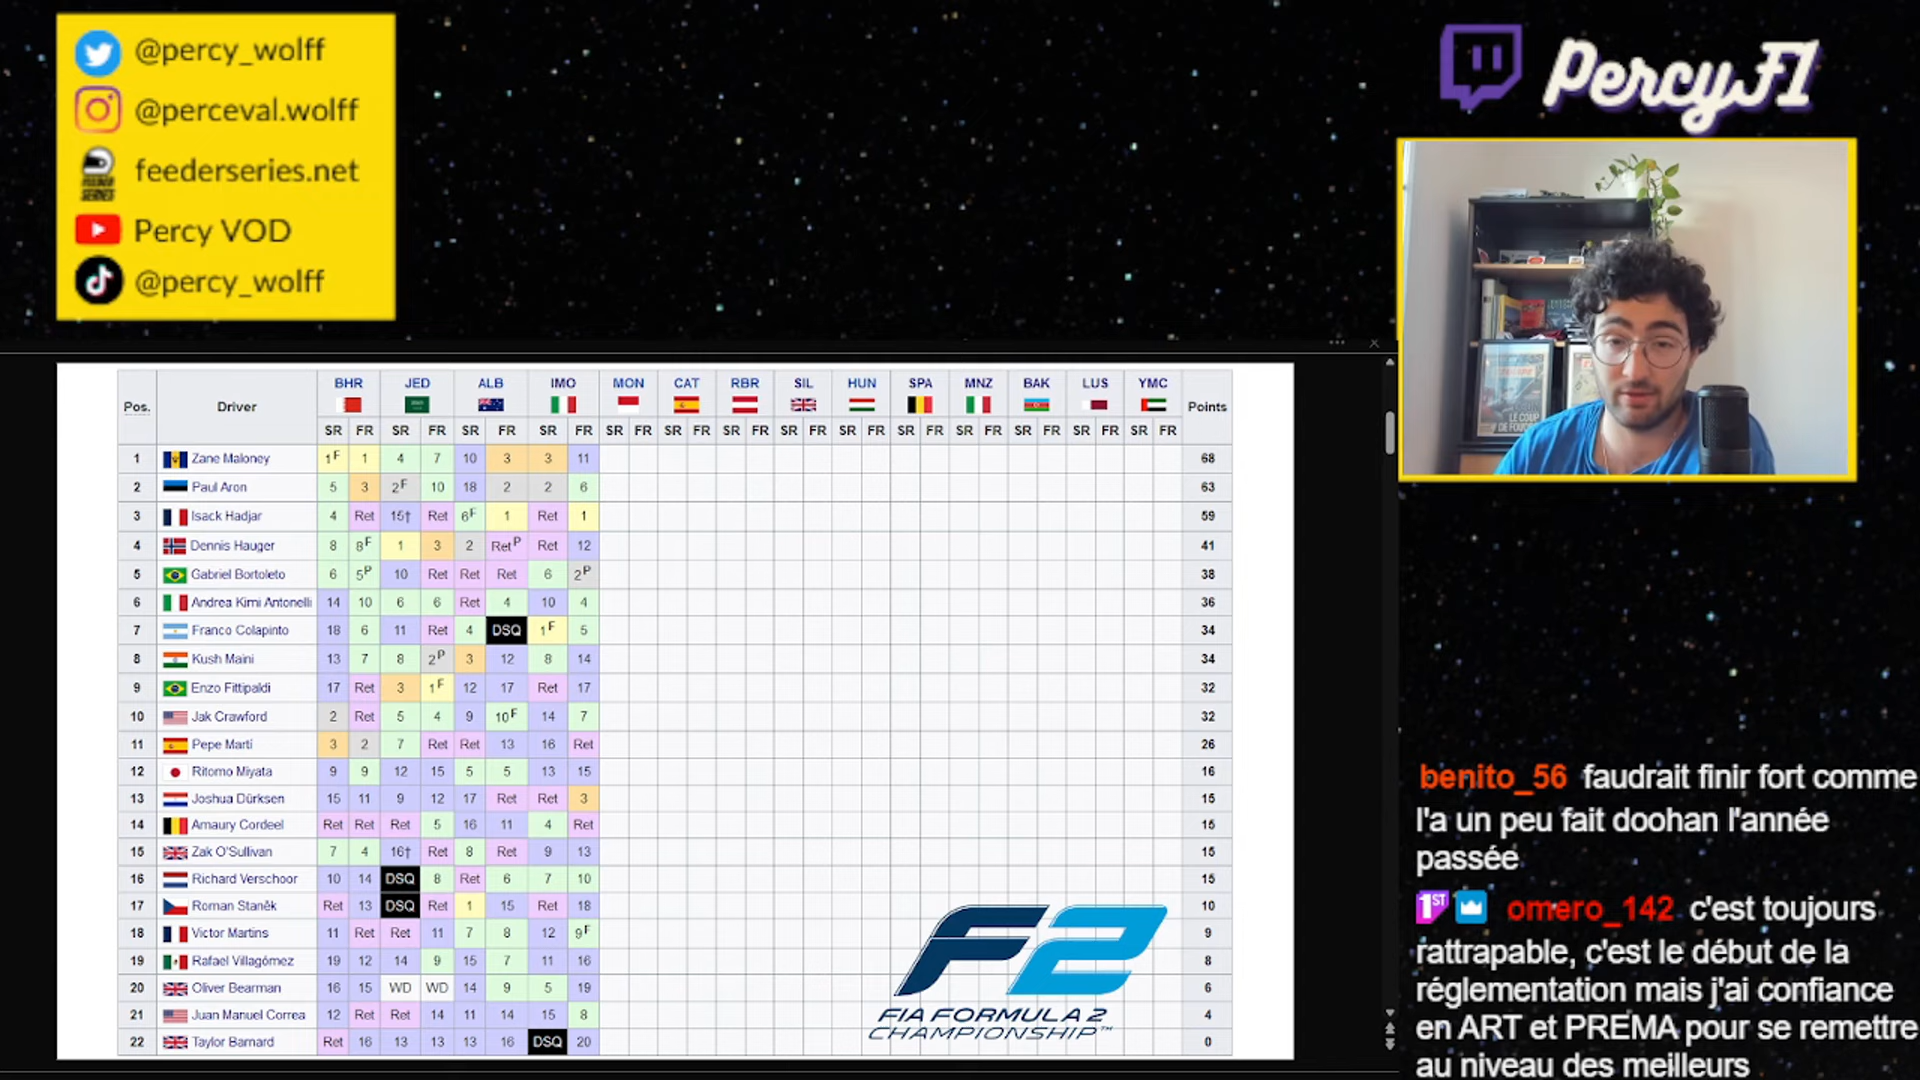 @percy_wolff
@perceval.wolff
feederseries.net
Percy VOD
@percy_wolff
PercyF1
Pos. Driver BHR JED ALB IMO MON CAT RBR SIL HUN SPA MNZ BAK LUS YMC Points
SR FR SR FR SR FR SR FR SR FR SR FR SR FR SR FR SR FR SR FR SR FR SR FR SR FR SR FR
1 Zane Maloney 1F 1 4 7 10 3 3 11 68
2 Paul Aron 5 3 2F 10 18 2 2 6 63
3 Isack Hadjar 4 Ret 15† Ret 6F 1 Ret 1 59
4 Dennis Hauger 8 8F 1 3 2 RetP Ret 12 41
5 Gabriel Bortoleto 6 5P 10 Ret Ret Ret 6 2P 38
6 Andrea Kimi Antonelli 14 10 6 6 Ret 4 10 4 36
7 Franco Colapinto 18 6 11 Ret 4 DSQ 1F 5 34
8 Kush Maini 13 7 8 2P 3 12 8 14 34
9 Enzo Fittipaldi 17 Ret 3 1F 12 17 Ret 17 32
10 Jak Crawford 2 Ret 5 4 9 10F 14 7 32
11 Pepe Martí 3 2 7 Ret Ret 13 16 Ret 26
12 Ritomo Miyata 9 9 12 15 5 5 13 15 16
13 Joshua Dürksen 15 11 9 12 17 Ret Ret 3 15
14 Amaury Cordeel Ret Ret Ret 5 16 11 4 Ret 15
15 Zak O'Sullivan 7 4 16† Ret 8 Ret 9 13 15
16 Richard Verschoor 10 14 DSQ 8 Ret 6 7 10 15
17 Roman Staněk Ret 13 DSQ Ret 1 15 Ret 18 10
18 Victor Martins 11 Ret Ret 11 7 8 12 9F 9
19 Rafael Villagómez 19 12 14 9 15 7 11 16 8
20 Oliver Bearman 16 15 WD WD 14 9 5 19 6
21 Juan Manuel Correa 12 Ret Ret 14 11 14 15 8 4
22 Taylor Barnard Ret 16 13 13 13 16 DSQ 20 0
F2
FIA FORMULA 2
CHAMPIONSHIP™
benito_56 faudrait finir fort comme
l'a un peu fait doohan l'année
passée
1ST omero_142 c'est toujours
rattrapable, c'est le début de la
réglementation mais j'ai confiance
en ART et PREMA pour se remettre
au niveau des meilleurs